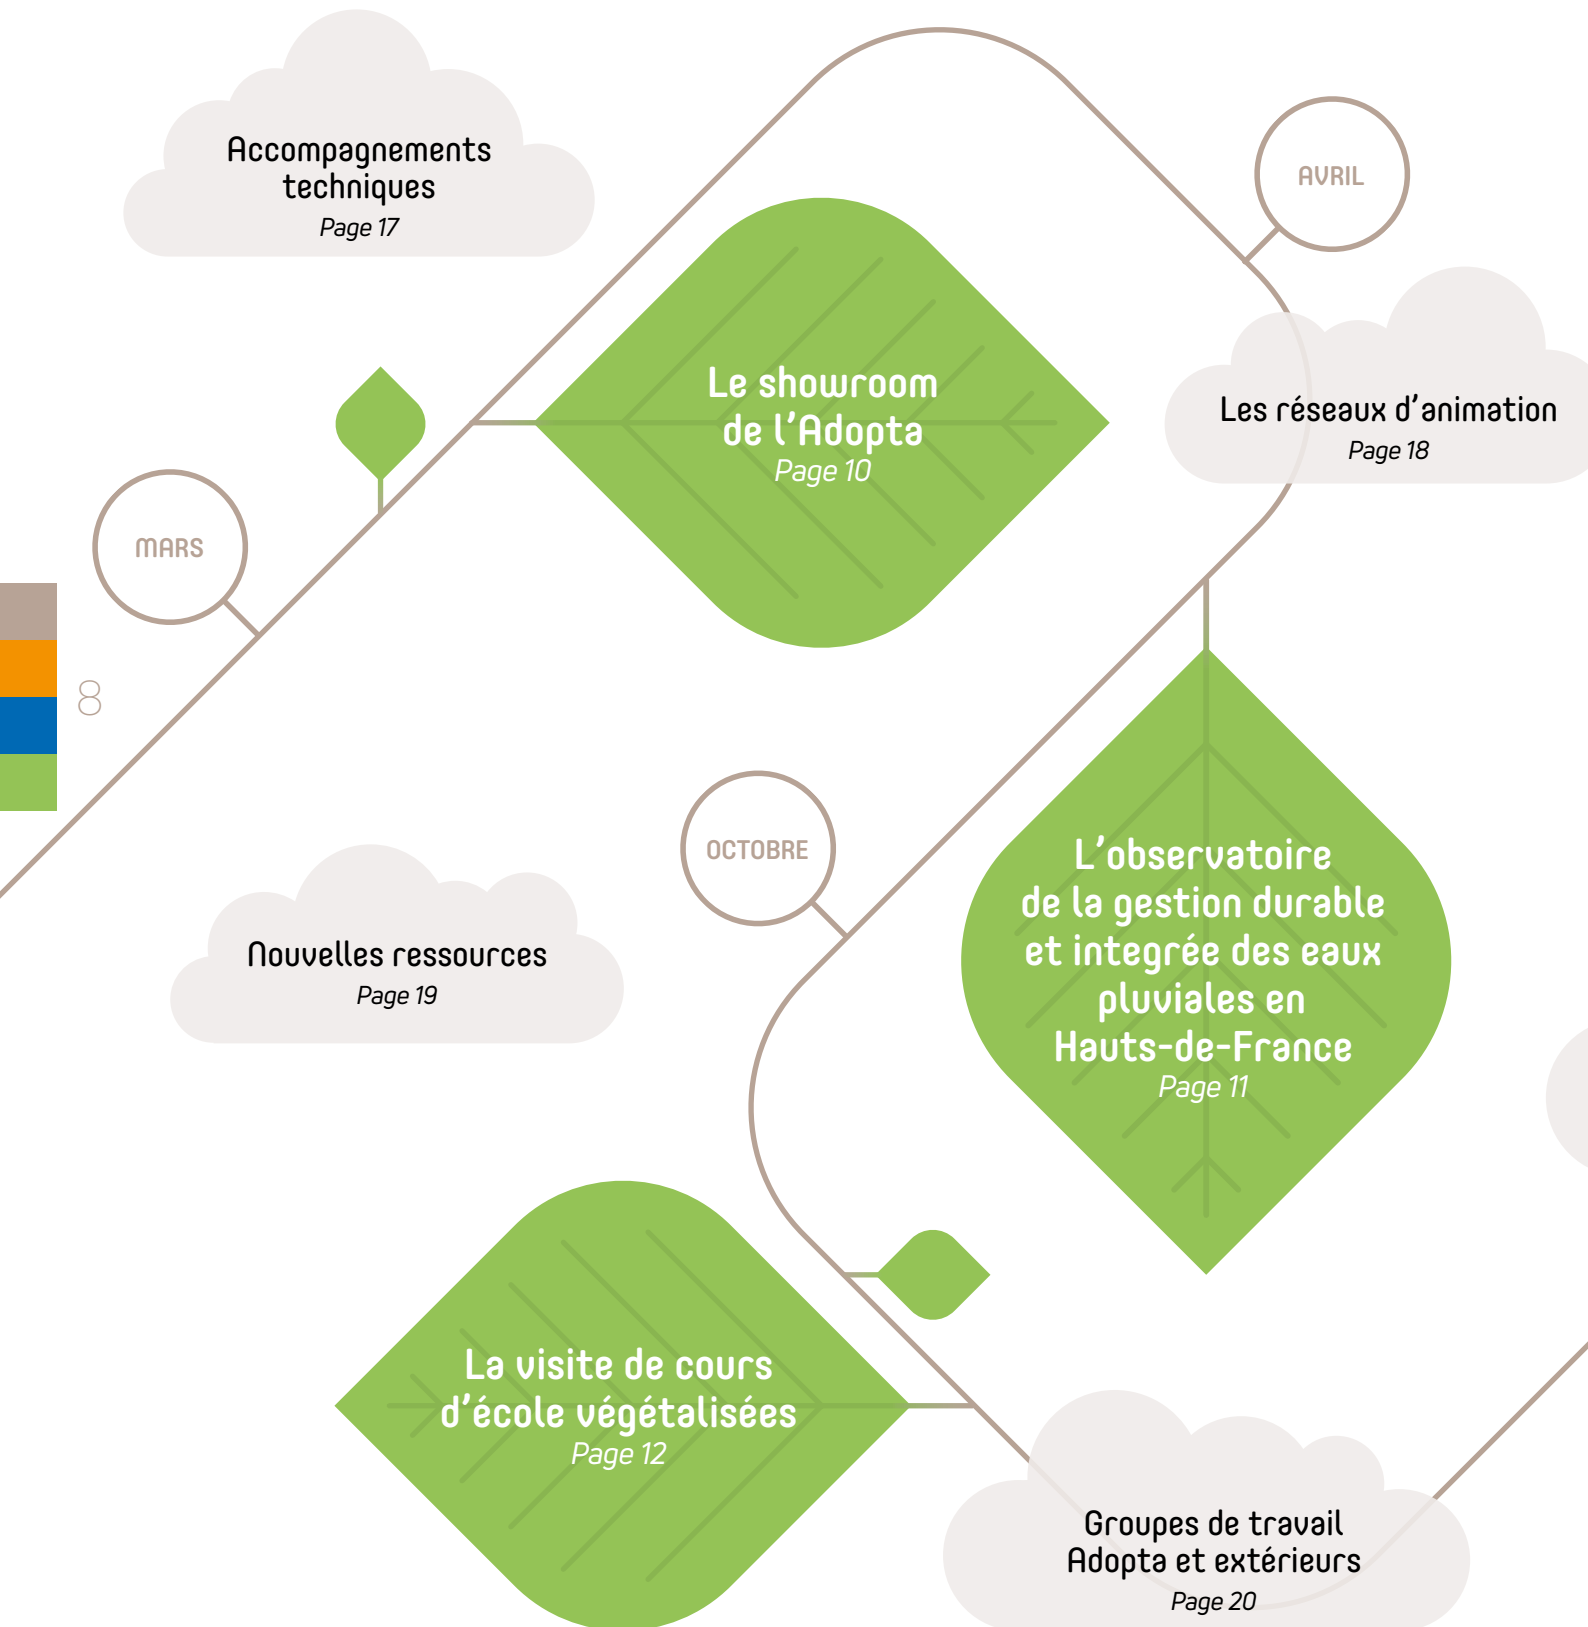 Accompagnements
techniques
Page 17
AVRIL
Le showroom
de l'Adopta
Page 10
Les réseaux d'animation
Page 18
MARS
8
OCTOBRE
L'observatoire
de la gestion durable
et integrée des eaux
pluviales en
Hauts-de-France
Page 11
Nouvelles ressources
Page 19
La visite de cours
d'école végétalisées
Page 12
Groupes de travail
Adopta et extérieurs
Page 20